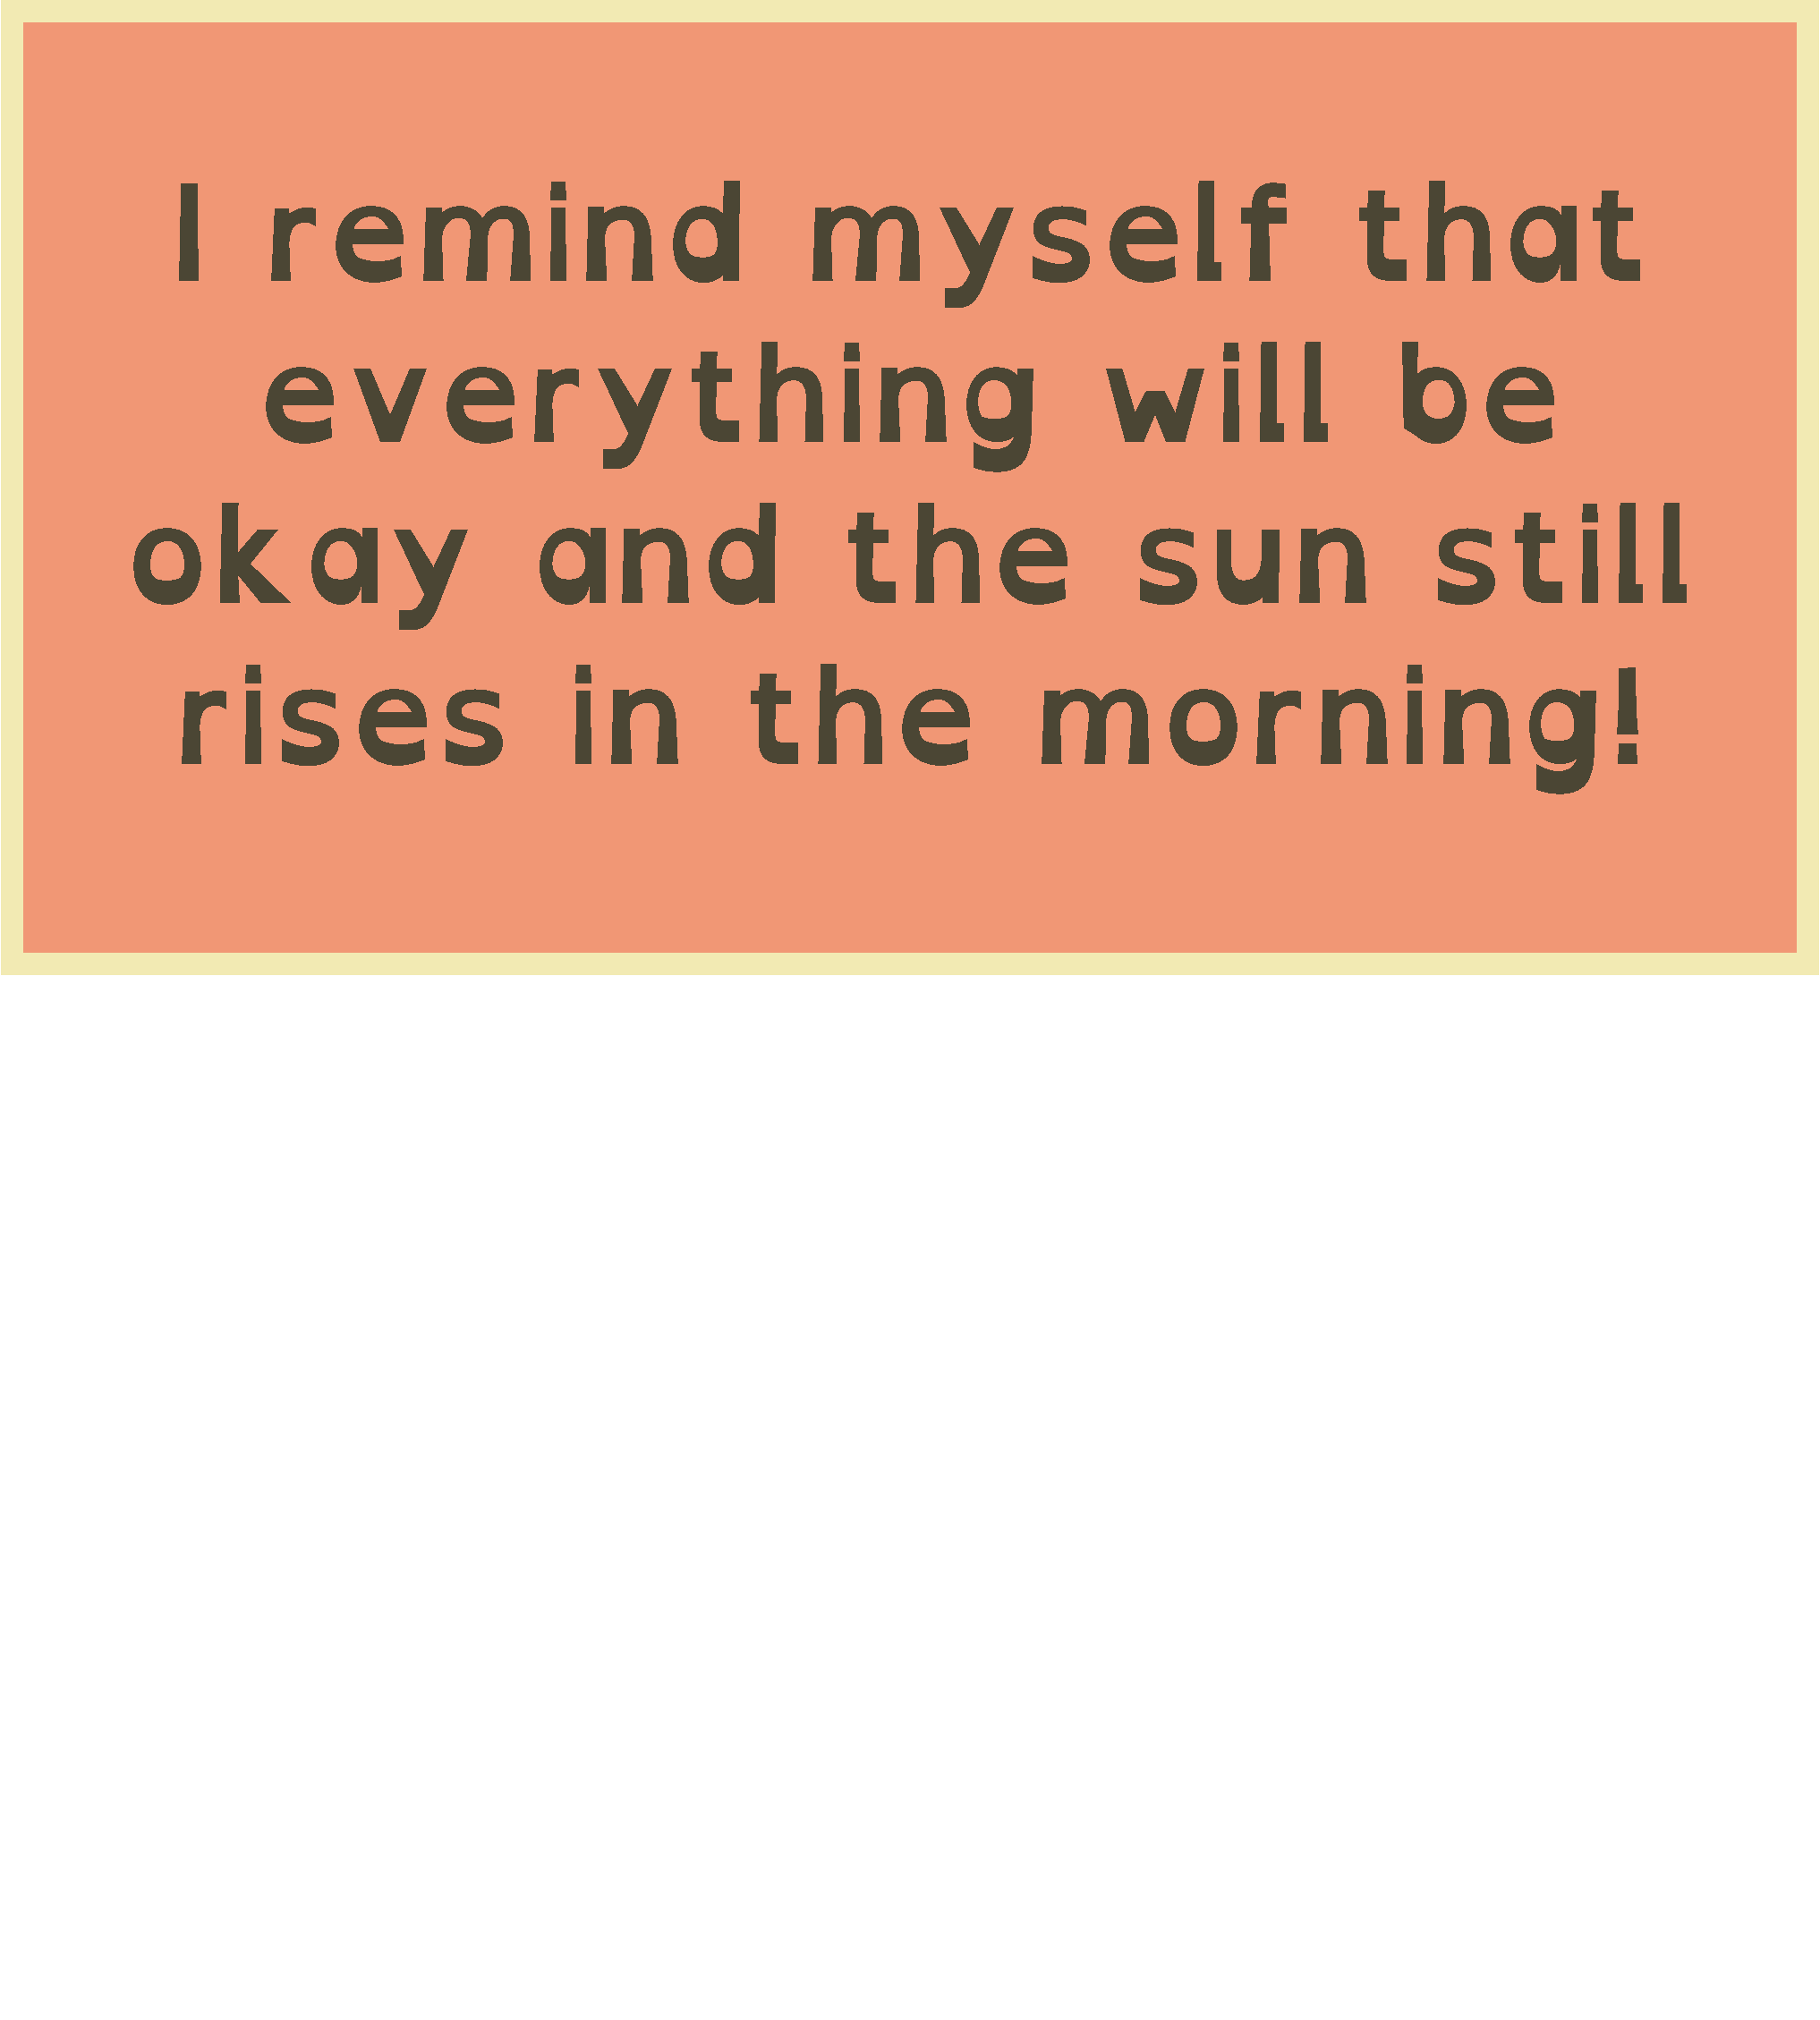 I remind myself that
everything will be
okay and the sun still
rises in the morning!